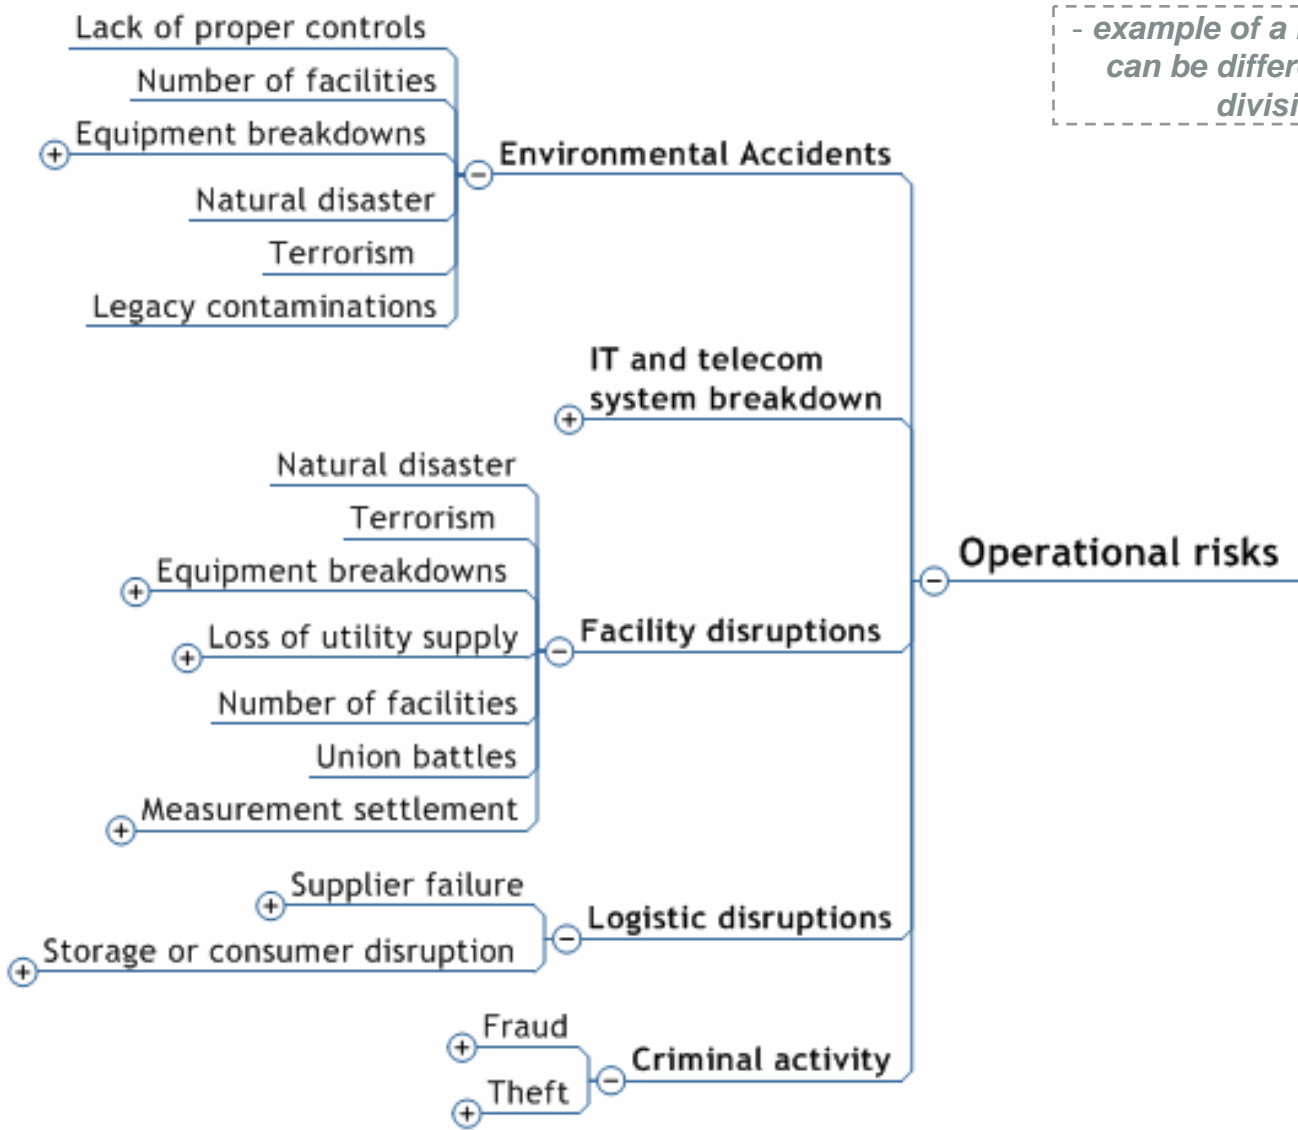 - example of a
can be differ
divisi
Lack of proper controls
Number of facilities
Equipment breakdowns
Natural disaster
Terrorism
Legacy contaminations
Environmental Accidents
IT and telecom
system breakdown
Natural disaster
Terrorism
Equipment breakdowns
Loss of utility supply
Number of facilities
Union battles
Measurement settlement
Facility disruptions
Operational risks
Supplier failure
Storage or consumer disruption
Logistic disruptions
Fraud
Theft
Criminal activity